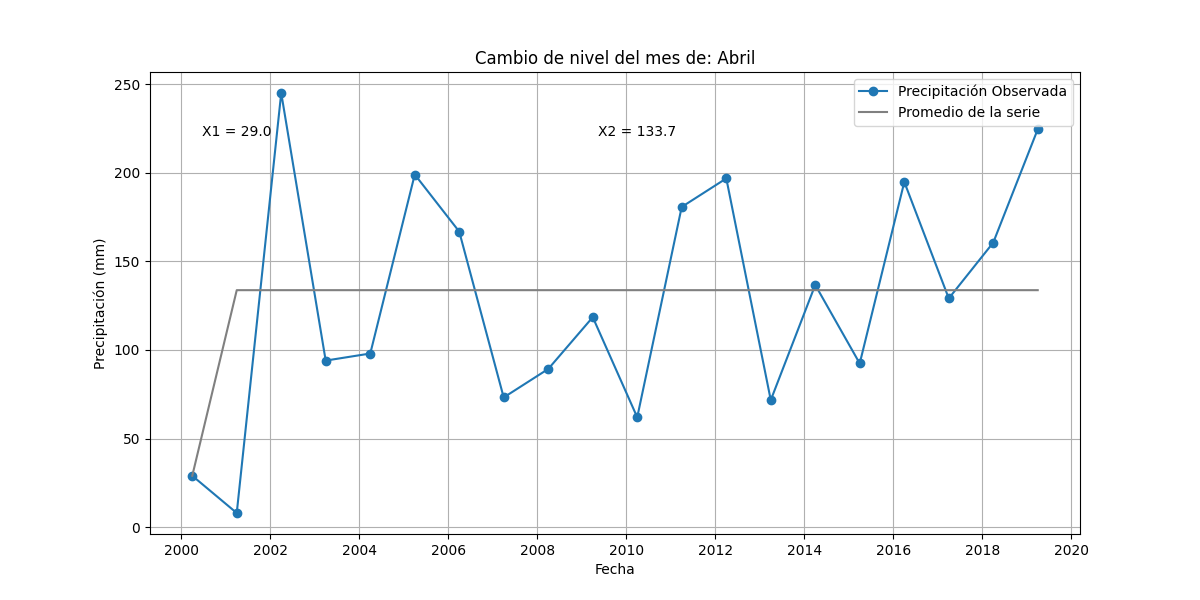 Cambio de nivel del mes de: Abril
Precipitación Observada
Promedio de la serie
X1 = 29.0
X2 = 133.7
Precipitación (mm)
250
200
150
100
50
0
2000 2002 2004 2006 2008 2010 2012 2014 2016 2018 2020
Fecha